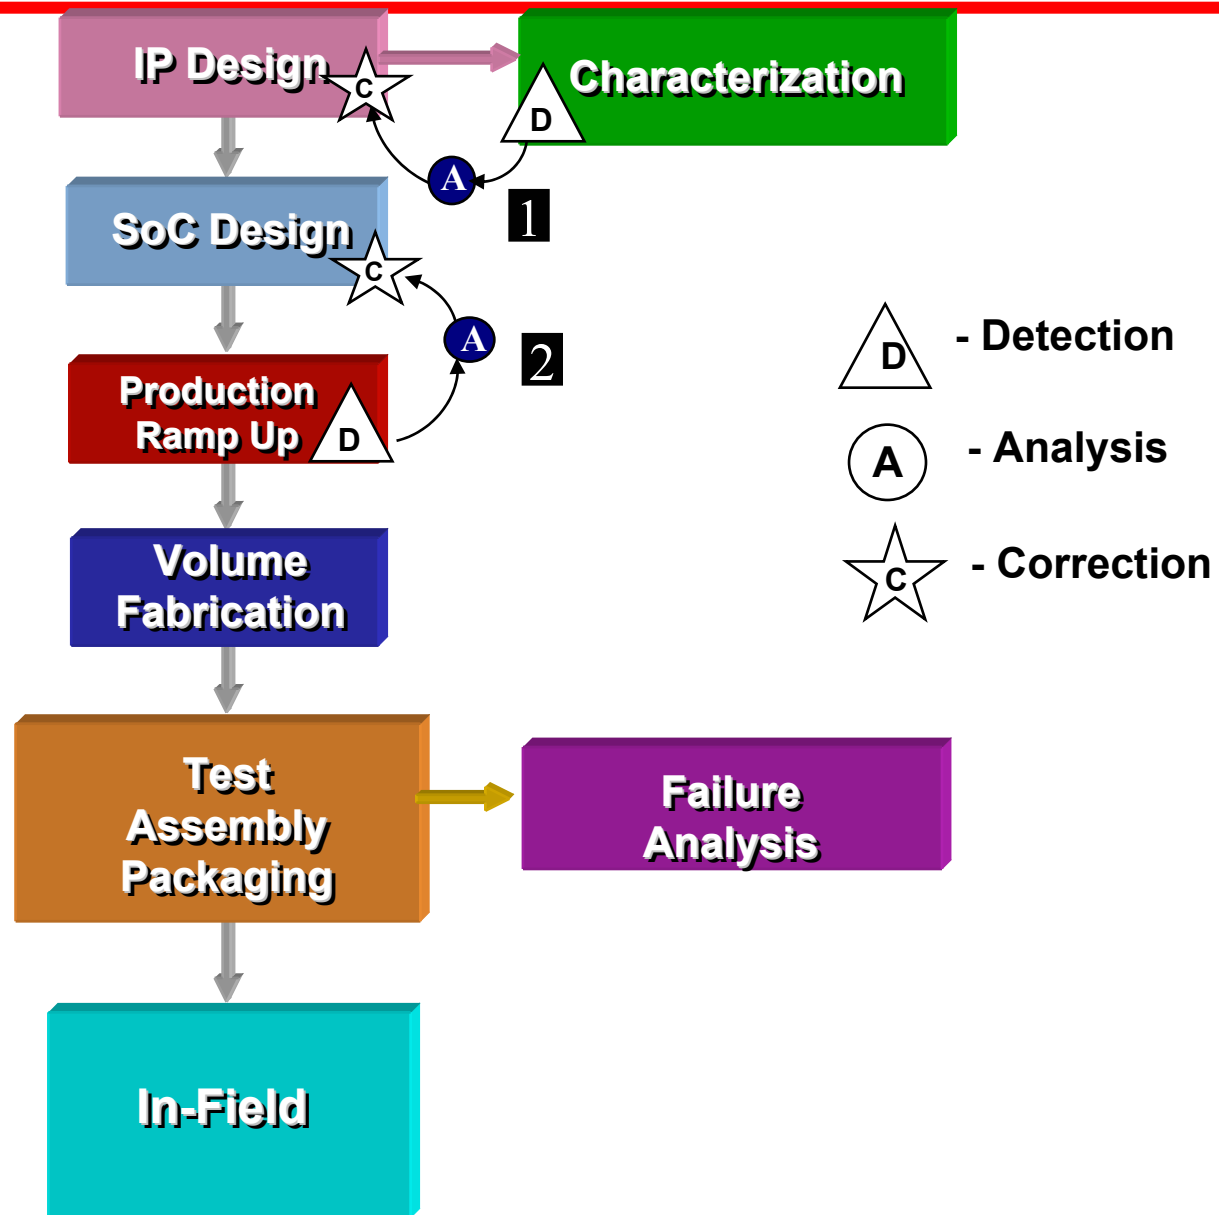 IP Design
C
Characterization
D
A
1
SoC Design
C
A
2
Production
Ramp Up
D
D
- Detection
A
- Analysis
C
- Correction
Volume
Fabrication
Test
Assembly
Packaging
Failure
Analysis
In-Field